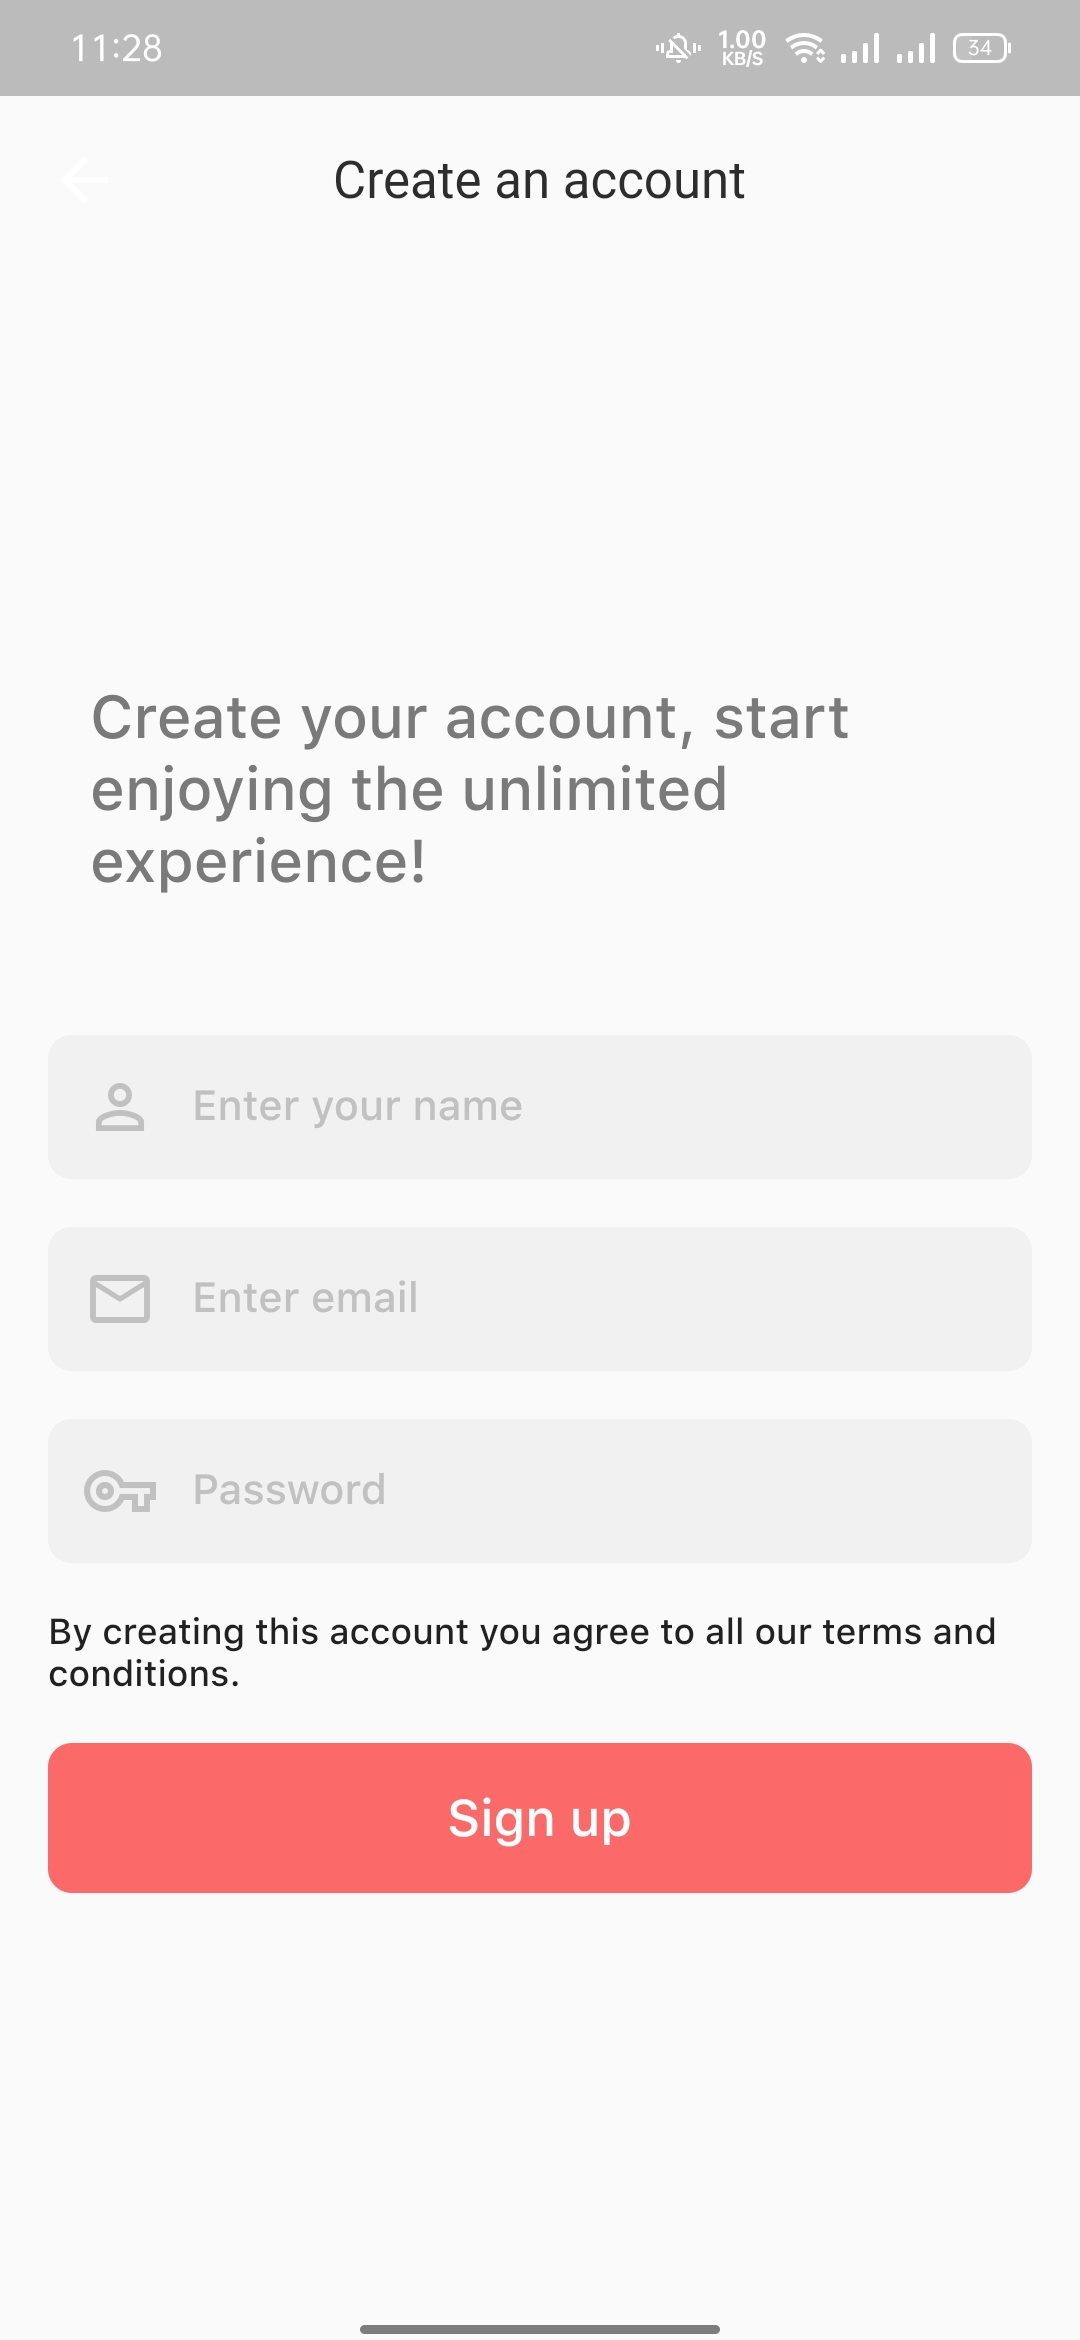 11:28
1.00
KB/S
34
Create an account
Create your account, start
enjoying the unlimited
experience!
Enter your name
Enter email
Password
By creating this account you agree to all our terms and
conditions.
Sign up